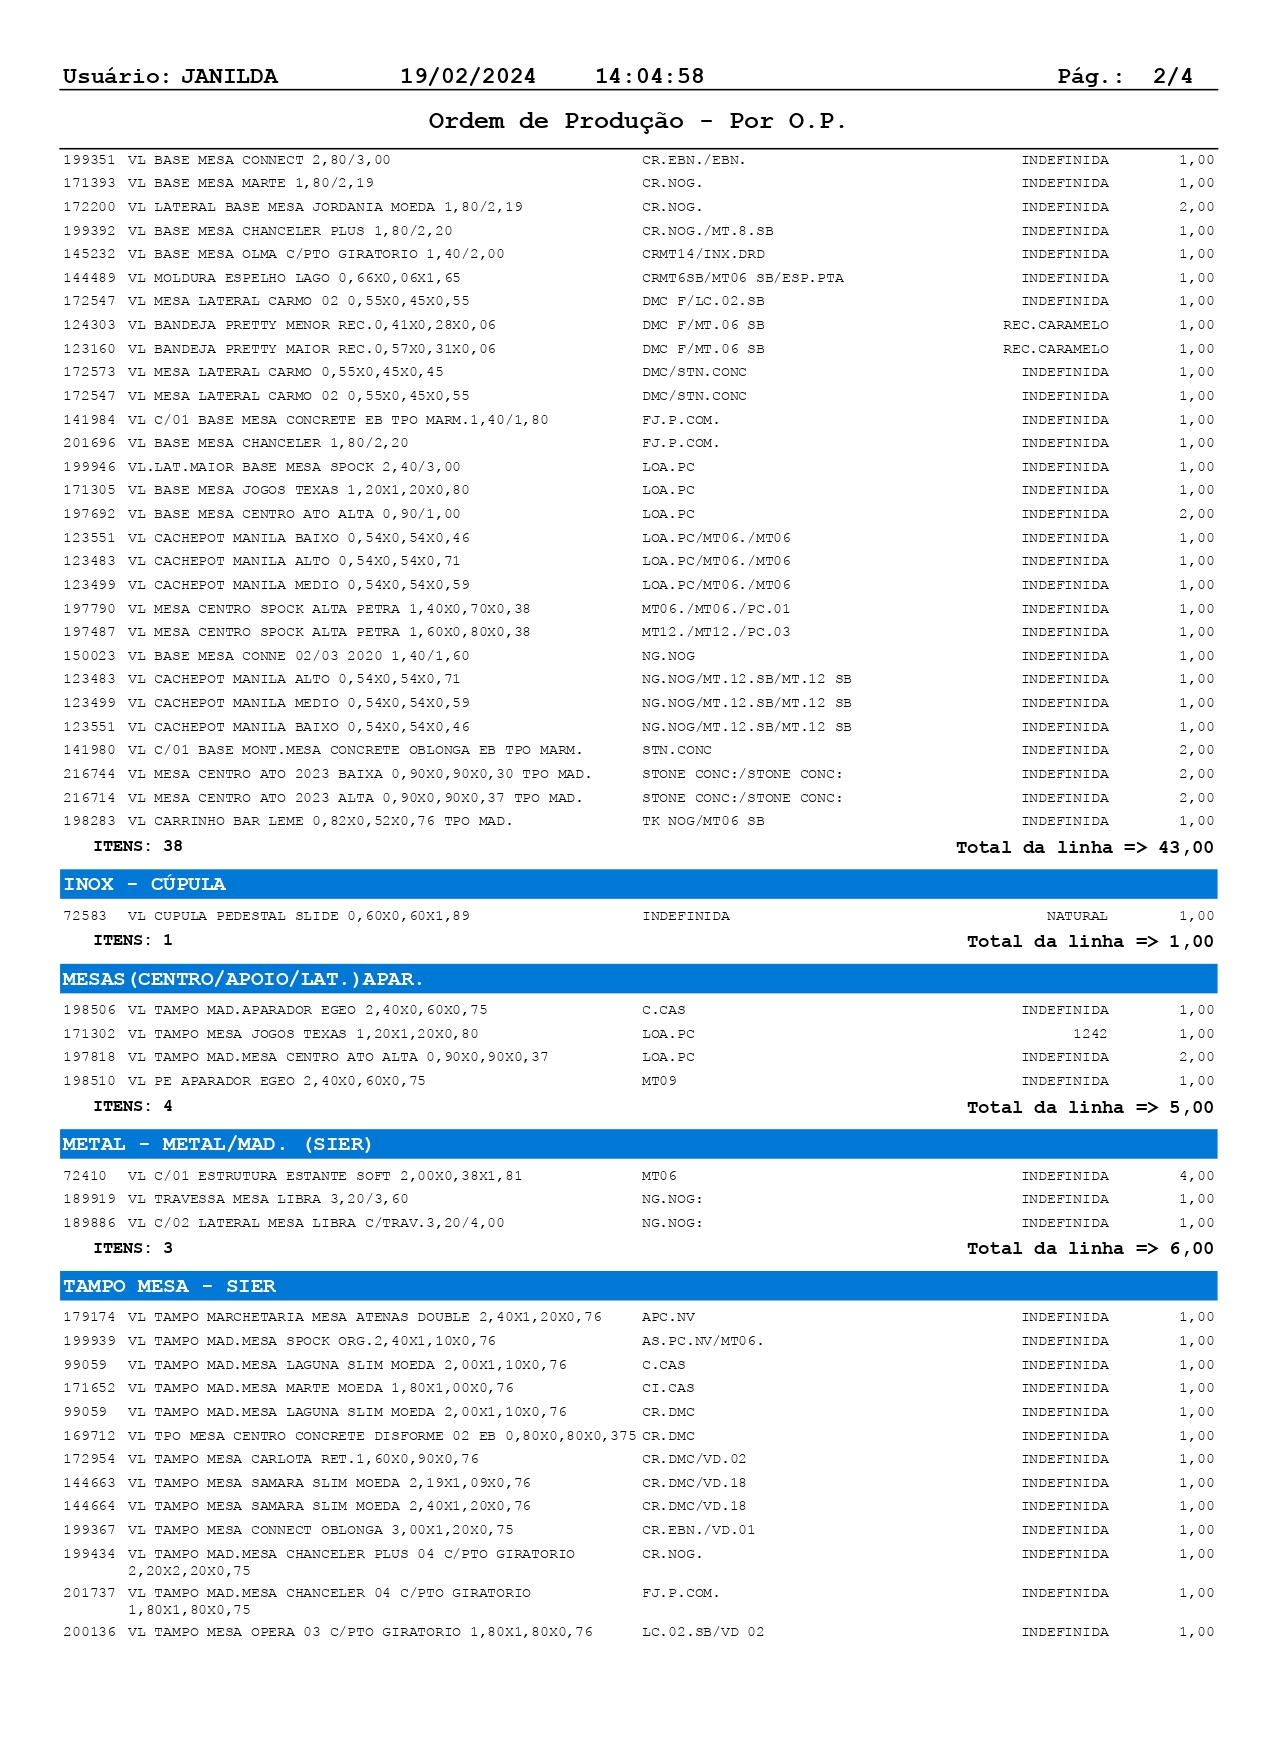 Usuário: JANILDA 19/02/2024 14:04:58 Pág.: 2/4
Ordem de Produção - Por O.P.
199351 VL BASE MESA CONNECT 2,80/3,00 CR.EBN./EBN. INDEFINIDA 1,00
171393 VL BASE MESA MARTE 1,80/2,19 CR.NOG. INDEFINIDA 1,00
172200 VL LATERAL BASE MESA JORDANIA MOEDA 1,80/2,19 CR.NOG. INDEFINIDA 2,00
199392 VL BASE MESA CHANCELER PLUS 1,80/2,20 CR.NOG./MT.8.SB INDEFINIDA 1,00
145232 VL BASE MESA OLMA C/PTO GIRATORIO 1,40/2,00 CRMT14/INX.DRD INDEFINIDA 1,00
144489 VL MOLDURA ESPELHO LAGO 0,66X0,06X1,65 CRMT6SB/MT06 SB/ESP.PTA INDEFINIDA 1,00
172547 VL MESA LATERAL CARMO 02 0,55X0,45X0,55 DMC F/LC.02.SB INDEFINIDA 1,00
124303 VL BANDEJA PRETTY MENOR REC.0,41X0,28X0,06 DMC F/MT.06 SB REC.CARAMELO 1,00
123160 VL BANDEJA PRETTY MAIOR REC.0,57X0,31X0,06 DMC F/MT.06 SB REC.CARAMELO 1,00
172573 VL MESA LATERAL CARMO 0,55X0,45X0,45 DMC/STN.CONC INDEFINIDA 1,00
172547 VL MESA LATERAL CARMO 02 0,55X0,45X0,55 DMC/STN.CONC INDEFINIDA 1,00
141984 VL C/01 BASE MESA CONCRETE EB TPO MARM.1,40/1,80 FJ.P.COM. INDEFINIDA 1,00
201696 VL BASE MESA CHANCELER 1,80/2,20 FJ.P.COM. INDEFINIDA 1,00
199946 VL.LAT.MAIOR BASE MESA SPOCK 2,40/3,00 LOA.PC INDEFINIDA 1,00
171305 VL BASE MESA JOGOS TEXAS 1,20X1,20X0,80 LOA.PC INDEFINIDA 1,00
197692 VL BASE MESA CENTRO ATO ALTA 0,90/1,00 LOA.PC INDEFINIDA 2,00
123551 VL CACHEPOT MANILA BAIXO 0,54X0,54X0,46 LOA.PC/MT06./MT06 INDEFINIDA 1,00
123483 VL CACHEPOT MANILA ALTO 0,54X0,54X0,71 LOA.PC/MT06./MT06 INDEFINIDA 1,00
123499 VL CACHEPOT MANILA MEDIO 0,54X0,54X0,59 LOA.PC/MT06./MT06 INDEFINIDA 1,00
197790 VL MESA CENTRO SPOCK ALTA PETRA 1,40X0,70X0,38 MT06./MT06./PC.01 INDEFINIDA 1,00
197487 VL MESA CENTRO SPOCK ALTA PETRA 1,60X0,80X0,38 MT12./MT12./PC.03 INDEFINIDA 1,00
150023 VL BASE MESA CONNE 02/03 2020 1,40/1,60 NG.NOG INDEFINIDA 1,00
123483 VL CACHEPOT MANILA ALTO 0,54X0,54X0,71 NG.NOG/MT.12.SB/MT.12 SB INDEFINIDA 1,00
123499 VL CACHEPOT MANILA MEDIO 0,54X0,54X0,59 NG.NOG/MT.12.SB/MT.12 SB INDEFINIDA 1,00
123551 VL CACHEPOT MANILA BAIXO 0,54X0,54X0,46 NG.NOG/MT.12.SB/MT.12 SB INDEFINIDA 1,00
141980 VL C/01 BASE MONT.MESA CONCRETE OBLONGA EB TPO MARM. STN.CONC INDEFINIDA 2,00
216744 VL MESA CENTRO ATO 2023 BAIXA 0,90X0,90X0,30 TPO MAD. STONE CONC:/STONE CONC: INDEFINIDA 2,00
216714 VL MESA CENTRO ATO 2023 ALTA 0,90X0,90X0,37 TPO MAD. STONE CONC:/STONE CONC: INDEFINIDA 2,00
198283 VL CARRINHO BAR LEME 0,82X0,52X0,76 TPO MAD. TK NOG/MT06 SB INDEFINIDA 1,00
ITENS: 38 Total da linha => 43,00
INOX - CÚPULA
72583 VL CUPULA PEDESTAL SLIDE 0,60X0,60X1,89 INDEFINIDA NATURAL 1,00
ITENS: 1 Total da linha => 1,00
MESAS(CENTRO/APOIO/LAT.)APAR.
198506 VL TAMPO MAD.APARADOR EGEO 2,40X0,60X0,75 C.CAS INDEFINIDA 1,00
171302 VL TAMPO MESA JOGOS TEXAS 1,20X1,20X0,80 LOA.PC 1242 1,00
197818 VL TAMPO MAD.MESA CENTRO ATO ALTA 0,90X0,90X0,37 LOA.PC INDEFINIDA 2,00
198510 VL PE APARADOR EGEO 2,40X0,60X0,75 MT09 INDEFINIDA 1,00
ITENS: 4 Total da linha => 5,00
METAL - METAL/MAD. (SIER)
72410 VL C/01 ESTRUTURA ESTANTE SOFT 2,00X0,38X1,81 MT06 INDEFINIDA 4,00
189919 VL TRAVESSA MESA LIBRA 3,20/3,60 NG.NOG: INDEFINIDA 1,00
189886 VL C/02 LATERAL MESA LIBRA C/TRAV.3,20/4,00 NG.NOG: INDEFINIDA 1,00
ITENS: 3 Total da linha => 6,00
TAMPO MESA - SIER
179174 VL TAMPO MARCHETARIA MESA ATENAS DOUBLE 2,40X1,20X0,76 APC.NV INDEFINIDA 1,00
199939 VL TAMPO MAD.MESA SPOCK ORG.2,40X1,10X0,76 AS.PC.NV/MT06. INDEFINIDA 1,00
99059 VL TAMPO MAD.MESA LAGUNA SLIM MOEDA 2,00X1,10X0,76 C.CAS INDEFINIDA 1,00
171652 VL TAMPO MAD.MESA MARTE MOEDA 1,80X1,00X0,76 CI.CAS INDEFINIDA 1,00
99059 VL TAMPO MAD.MESA LAGUNA SLIM MOEDA 2,00X1,10X0,76 CR.DMC INDEFINIDA 1,00
169712 VL TPO MESA CENTRO CONCRETE DISFORME 02 EB 0,80X0,80X0,375 CR.DMC INDEFINIDA 1,00
172954 VL TAMPO MESA CARLOTA RET.1,60X0,90X0,76 CR.DMC/VD.02 INDEFINIDA 1,00
144663 VL TAMPO MESA SAMARA SLIM MOEDA 2,19X1,09X0,76 CR.DMC/VD.18 INDEFINIDA 1,00
144664 VL TAMPO MESA SAMARA SLIM MOEDA 2,40X1,20X0,76 CR.DMC/VD.18 INDEFINIDA 1,00
199367 VL TAMPO MESA CONNECT OBLONGA 3,00X1,20X0,75 CR.EBN./VD.01 INDEFINIDA 1,00
199434 VL TAMPO MAD.MESA CHANCELER PLUS 04 C/PTO GIRATORIO CR.NOG. INDEFINIDA 1,00
2,20X2,20X0,75
201737 VL TAMPO MAD.MESA CHANCELER 04 C/PTO GIRATORIO FJ.P.COM. INDEFINIDA 1,00
1,80X1,80X0,75
200136 VL TAMPO MESA OPERA 03 C/PTO GIRATORIO 1,80X1,80X0,76 LC.02.SB/VD 02 INDEFINIDA 1,00